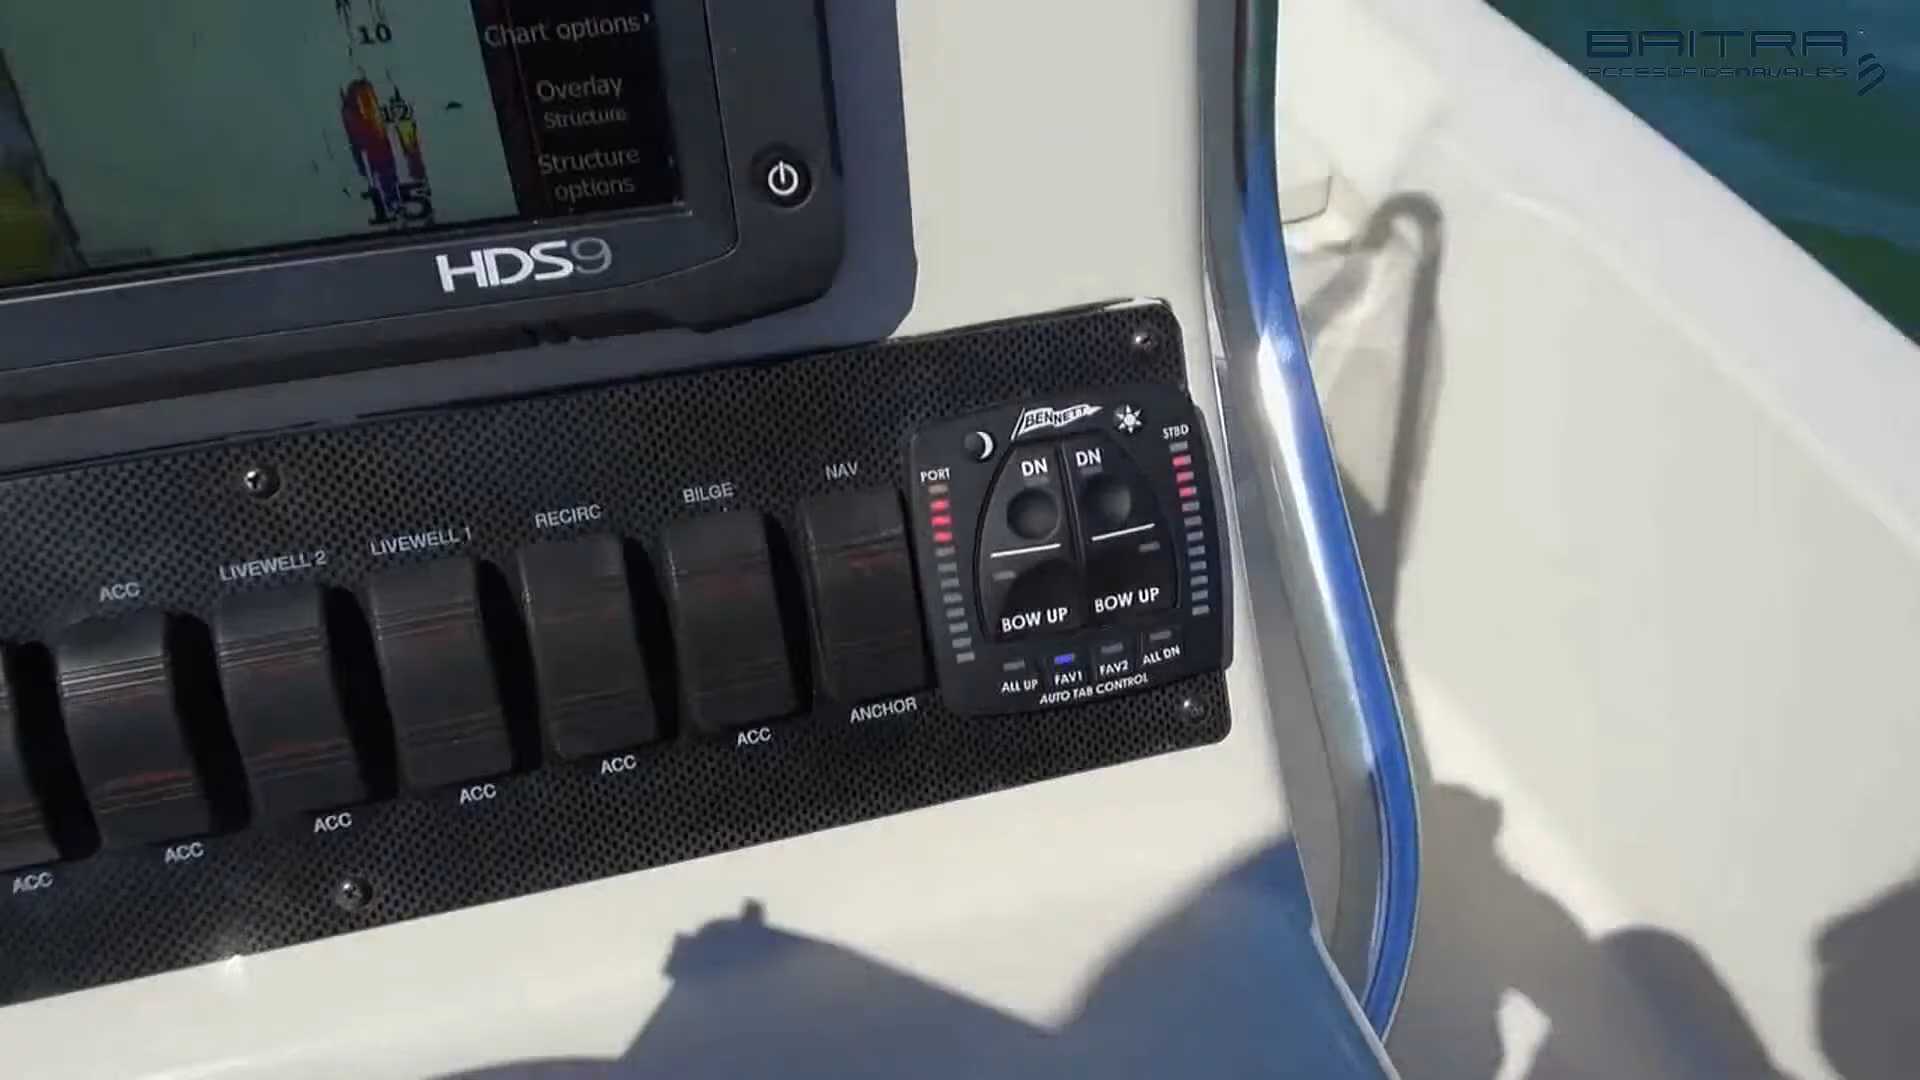 BAITRA
ACCESORIOS NAVALES
10
12
15
Chart options
Overlay
Structure
Structure
options
HDS9
BENNETT
PORT
STBD
DN
DN
BOW UP
BOW UP
ALL UP
FAV1
FAV2
ALL DN
AUTO TAB CONTROL
ACC
LIVEWELL 2
LIVEWELL 1
RECIRC
BILGE
NAV
ACC
ACC
ACC
ACC
ACC
ACC
ANCHOR